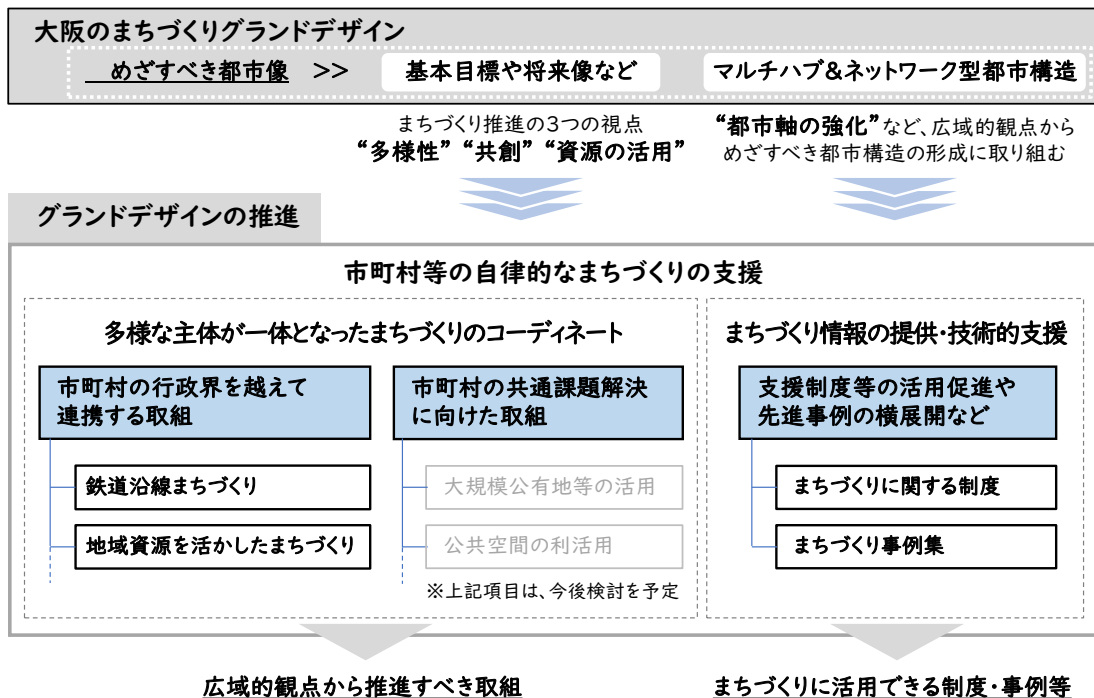 大阪のまちづくりグランドデザイン
めざすべき都市像 >> 基本目標や将来像など マルチハブ&ネットワーク型都市構造
まちづくり推進の3つの視点
“多様性” “共創” “資源の活用”
“都市軸の強化”など、広域的観点から
めざすべき都市構造の形成に取り組む
グランドデザインの推進
市町村等の自律的なまちづくりの支援
多様な主体が一体となったまちづくりのコーディネート
市町村の行政界を越えて
連携する取組
鉄道沿線まちづくり
地域資源を活かしたまちづくり
市町村の共通課題解決
に向けた取組
大規模公有地等の活用
公共空間の利活用
※上記項目は、今後検討を予定
まちづくり情報の提供・技術的支援
支援制度等の活用促進や
先進事例の横展開など
まちづくりに関する制度
まちづくり事例集
広域的観点から推進すべき取組
まちづくりに活用できる制度・事例等